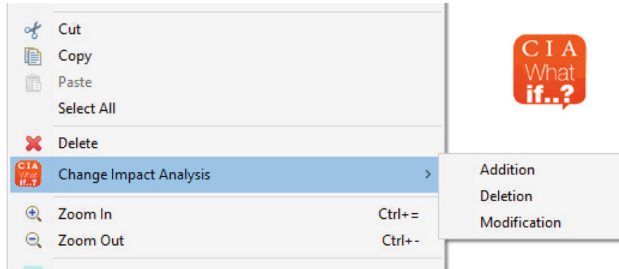 Cut
Copy
Paste
Select All
Delete
CIA
What
if..?
Change Impact Analysis
Zoom In Ctrl+=
Zoom Out Ctrl+-
CIA
What
if..?
Addition
Deletion
Modification